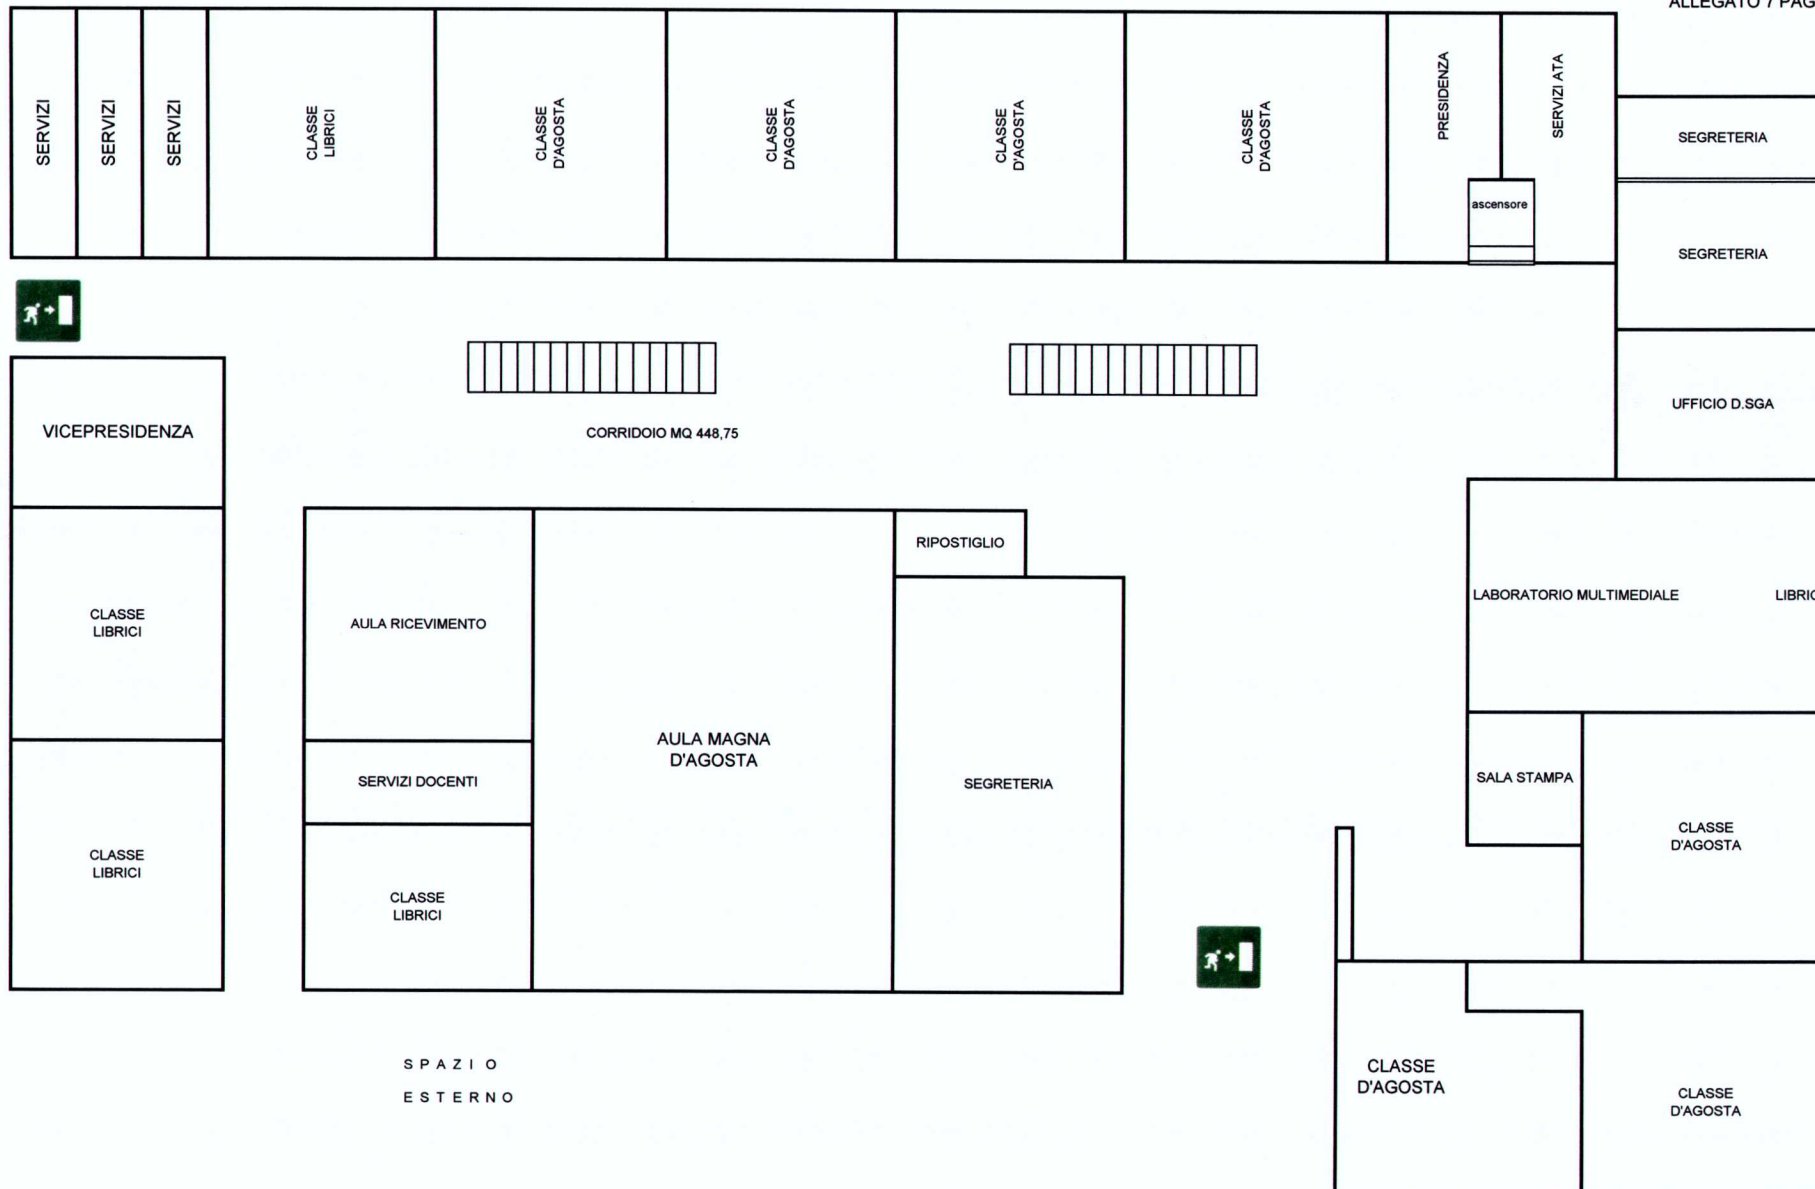 ALLEGATO 7 PAG
SERVIZI
SERVIZI
SERVIZI
CLASSE
LIBRICI
CLASSE
D'AGOSTA
CLASSE
D'AGOSTA
CLASSE
D'AGOSTA
CLASSE
D'AGOSTA
PRESIDENZA
SERVIZI ATA
ascensore
SEGRETERIA
SEGRETERIA
UFFICIO D.SGA
VICEPRESIDENZA
CORRIDOIO MQ 448,75
CLASSE
LIBRICI
AULA RICEVIMENTO
RIPOSTIGLIO
LABORATORIO MULTIMEDIALE LIBRIC
AULA MAGNA
D'AGOSTA
SERVIZI DOCENTI
SEGRETERIA
SALA STAMPA
CLASSE
D'AGOSTA
CLASSE
LIBRICI
CLASSE
LIBRICI
SPAZIO
ESTERNO
CLASSE
D'AGOSTA
CLASSE
D'AGOSTA